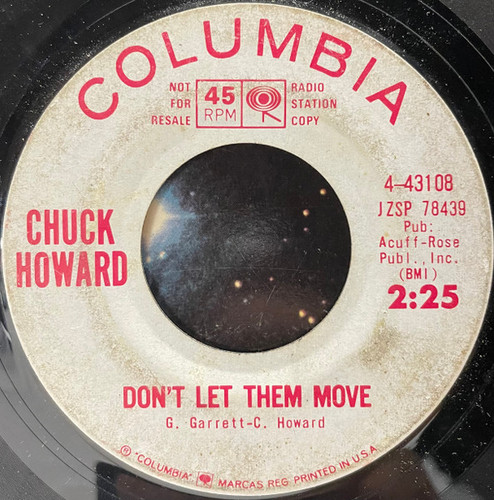 COLUMBIA
NOT
FOR
RESALE
45
RPM
RADIO
STATION
COPY
CHUCK
HOWARD
4-43108
JZSP 78439
Pub:
Acuff-Rose
Publ., Inc.
(BMI)
2:25
DON'T LET THEM MOVE
G. Garrett-C. Howard
® "COLUMBIA" MARCAS REG. PRINTED IN U.S.A.